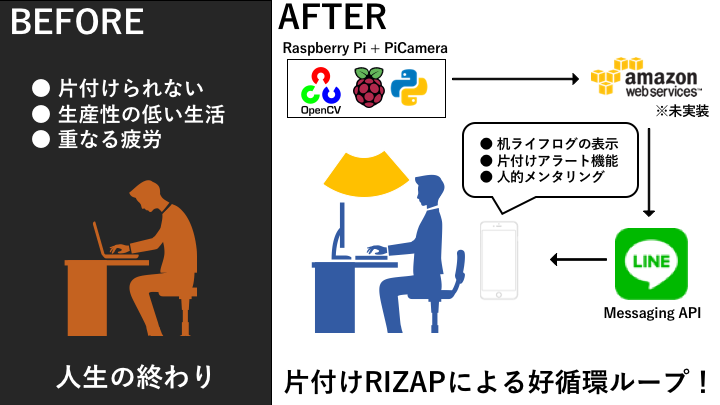 BEFORE
● 片付けられない
● 生産性の低い生活
● 重なる疲労
人生の終わり
AFTER
Raspberry Pi + PiCamera
OpenCV
amazon
webservices™
※未実装
● 机ライフログの表示
● 片付けアラート機能
● 人的メンタリング
LINE
Messaging API
片付けRIZAPによる好循環ループ！